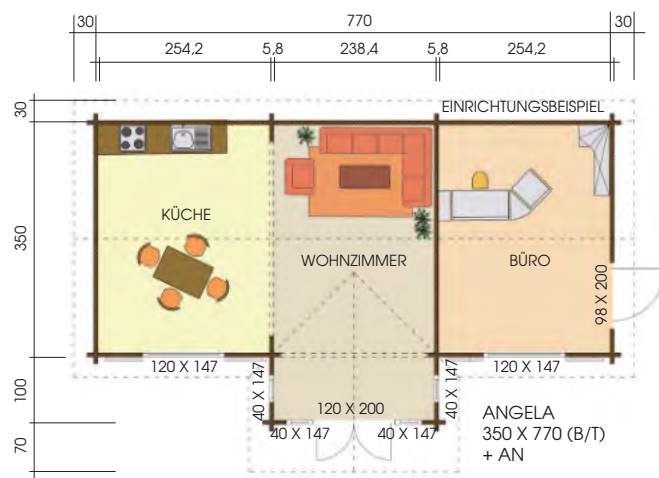 30
770
30
254,2
5,8
238,4
5,8
254,2
30
EINRICHTUNGSBEISPIEL
KÜCHE
350
WOHNZIMMER
BÜRO
98 X 200
120 X 147
120 X 147
40 X 147
40 X 147
100
120 X 200
40 X 147
40 X 147
70
ANGELA
350 X 770 (B/T)
+ AN